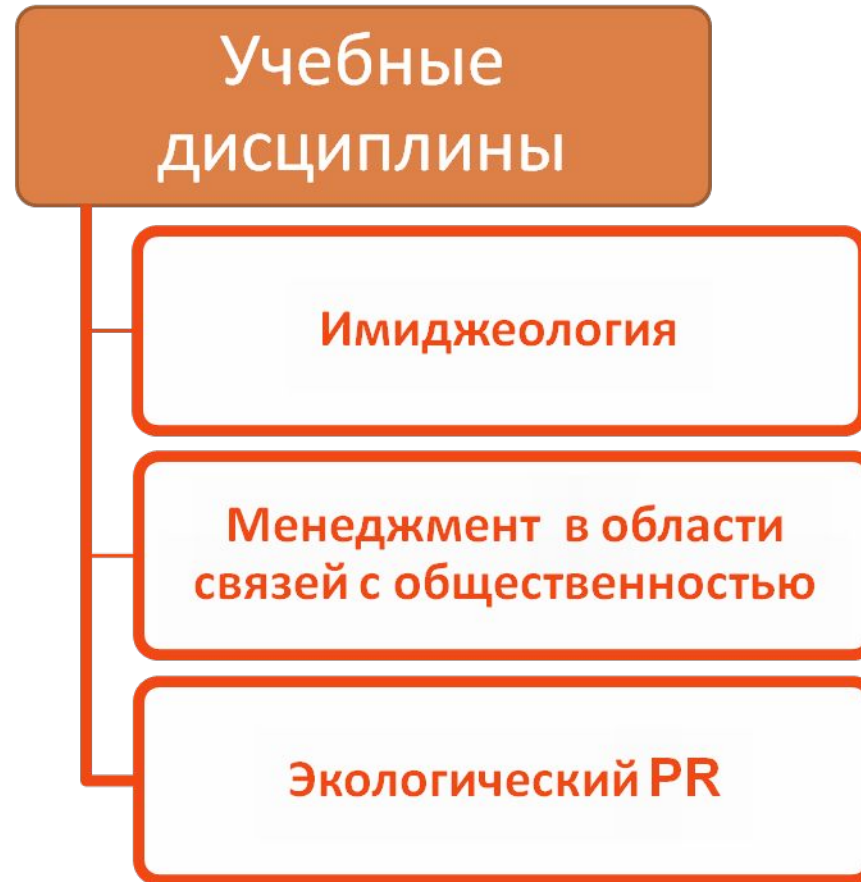 Учебные
дисциплины
Имиджеология
Менеджмент в области
связей с общественностью
Экологический PR